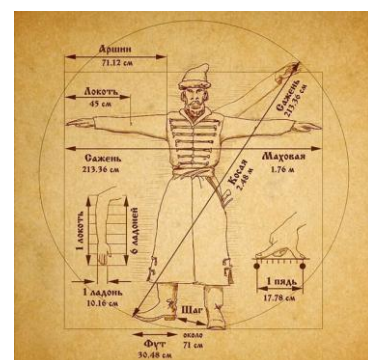 Аршин
71.12 см
Локоть
45 см
Сажень
213.36 см
Сажень
213.36 см
Маховая
1.76 м
Косая
2.48 м
1 локоть
6 ладоней
1 ладонь
10.16 см
1 пядь
17.78 см
Шаг
около
71 см
Фут
30.48 см